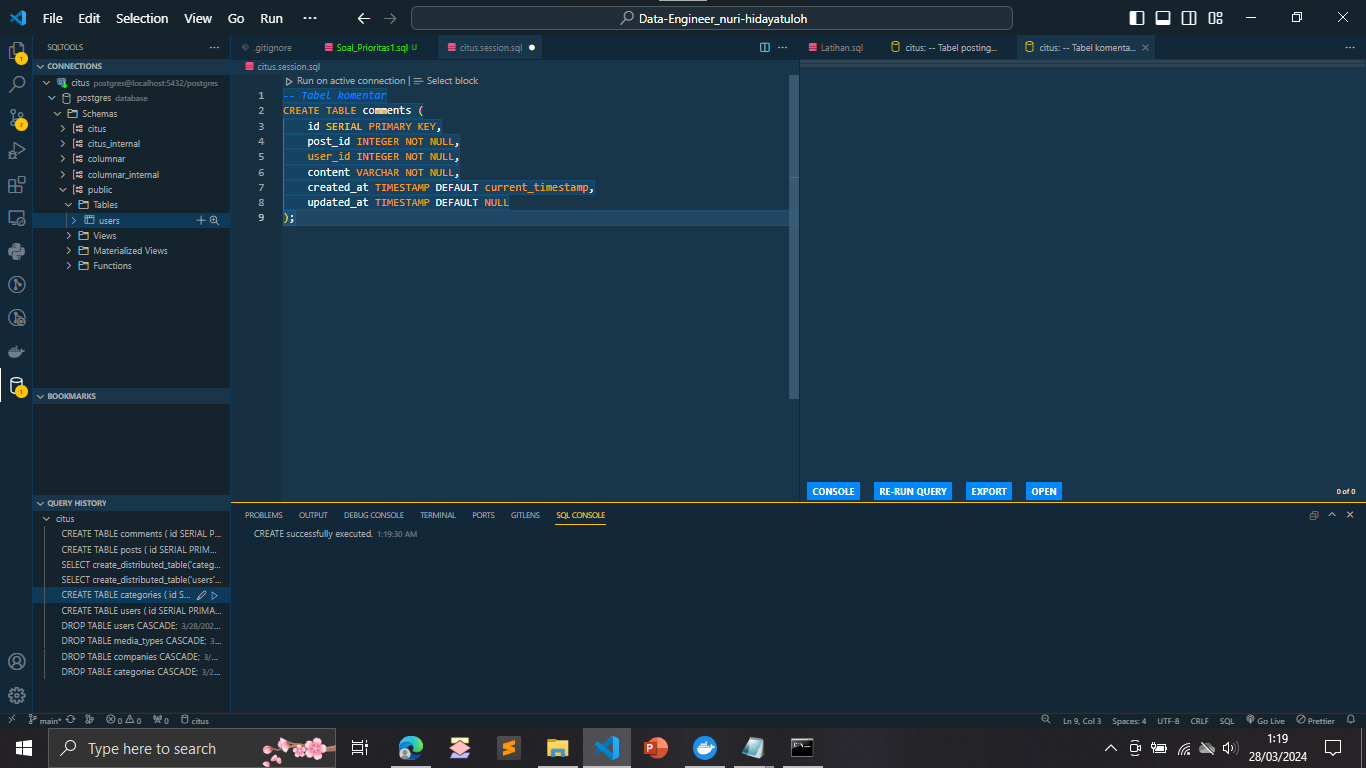 File Edit Selection View Go Run ··· Data-Engineer_nuri-hidayatuloh
SQLTOOLS ···
.gitignore Soal_Prioritas1.sql U citus.session.sql ···
Latihan.sql citus: -- Tabel posting... citus: -- Tabel komenta... ···
CONNECTIONS
citus postgres@localhost:5432/postgres
postgres database
Schemas
citus
citus_internal
columnar
columnar_internal
public
Tables
users
Views
Materialized Views
Functions
BOOKMARKS
QUERY HISTORY
citus
CREATE TABLE comments ( id SERIAL P...
CREATE TABLE posts ( id SERIAL PRIM...
SELECT create_distributed_table('categ...
SELECT create_distributed_table('users'...
CREATE TABLE categories ( id S...
CREATE TABLE users ( id SERIAL PRIMA...
DROP TABLE users CASCADE; 3/28/202...
DROP TABLE media_types CASCADE; 3...
DROP TABLE companies CASCADE; 3/...
DROP TABLE categories CASCADE; 3/2...
citus.session.sql
Run on active connection | Select block
1 -- Tabel komentar
2 CREATE TABLE comments (
3 id SERIAL PRIMARY KEY,
4 post_id INTEGER NOT NULL,
5 user_id INTEGER NOT NULL,
6 content VARCHAR NOT NULL,
7 created_at TIMESTAMP DEFAULT current_timestamp,
8 updated_at TIMESTAMP DEFAULT NULL
9 );
CONSOLE RE-RUN QUERY EXPORT OPEN 0 of 0
PROBLEMS OUTPUT DEBUG CONSOLE TERMINAL PORTS GITLENS SQL CONSOLE
CREATE successfully executed. 1:19:30 AM
1
7
1
main* 0 0 0 citus Ln 9, Col 3 Spaces: 4 UTF-8 CRLF SQL Go Live Prettier
Type here to search
1:19
28/03/2024